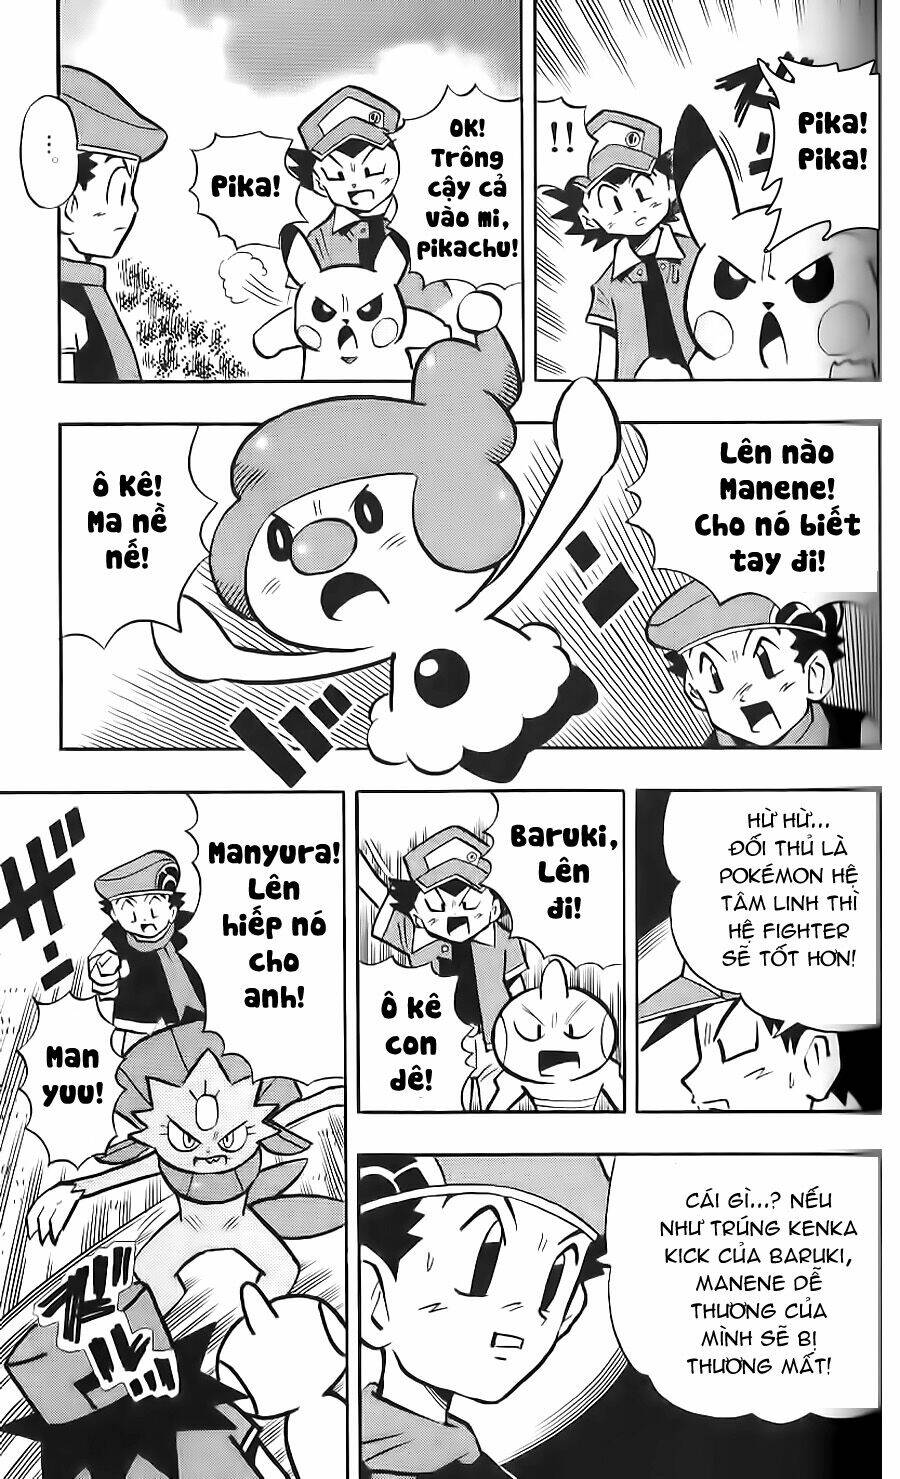 Pika!
Pika!
!!
OK!
Trông
cậy cả
vào mi,
Pikachu!
Pika!
...。
Lên nào
Manene!
Cho nó biết
tay đi!
Ô kê!
Ma nề
nế!
HỪ HỪ...
ĐỐI THỦ LÀ
POKÉMON HỆ
TÂM LINH THÌ
HỆ FIGHTER
SẼ TỐT HƠN!
Baruki,
Lên
đi!
Ô kê
con
dê!
Manyura!
Lên
hiếp nó
cho
anh!
Man
yuu!
CÁI GÌ...? NẾU
NHƯ TRÚNG KENKA
KICK CỦA BARUKI,
MANENE DỄ
THƯƠNG CỦA
MÌNH SẼ BỊ
THƯƠNG MẤT!